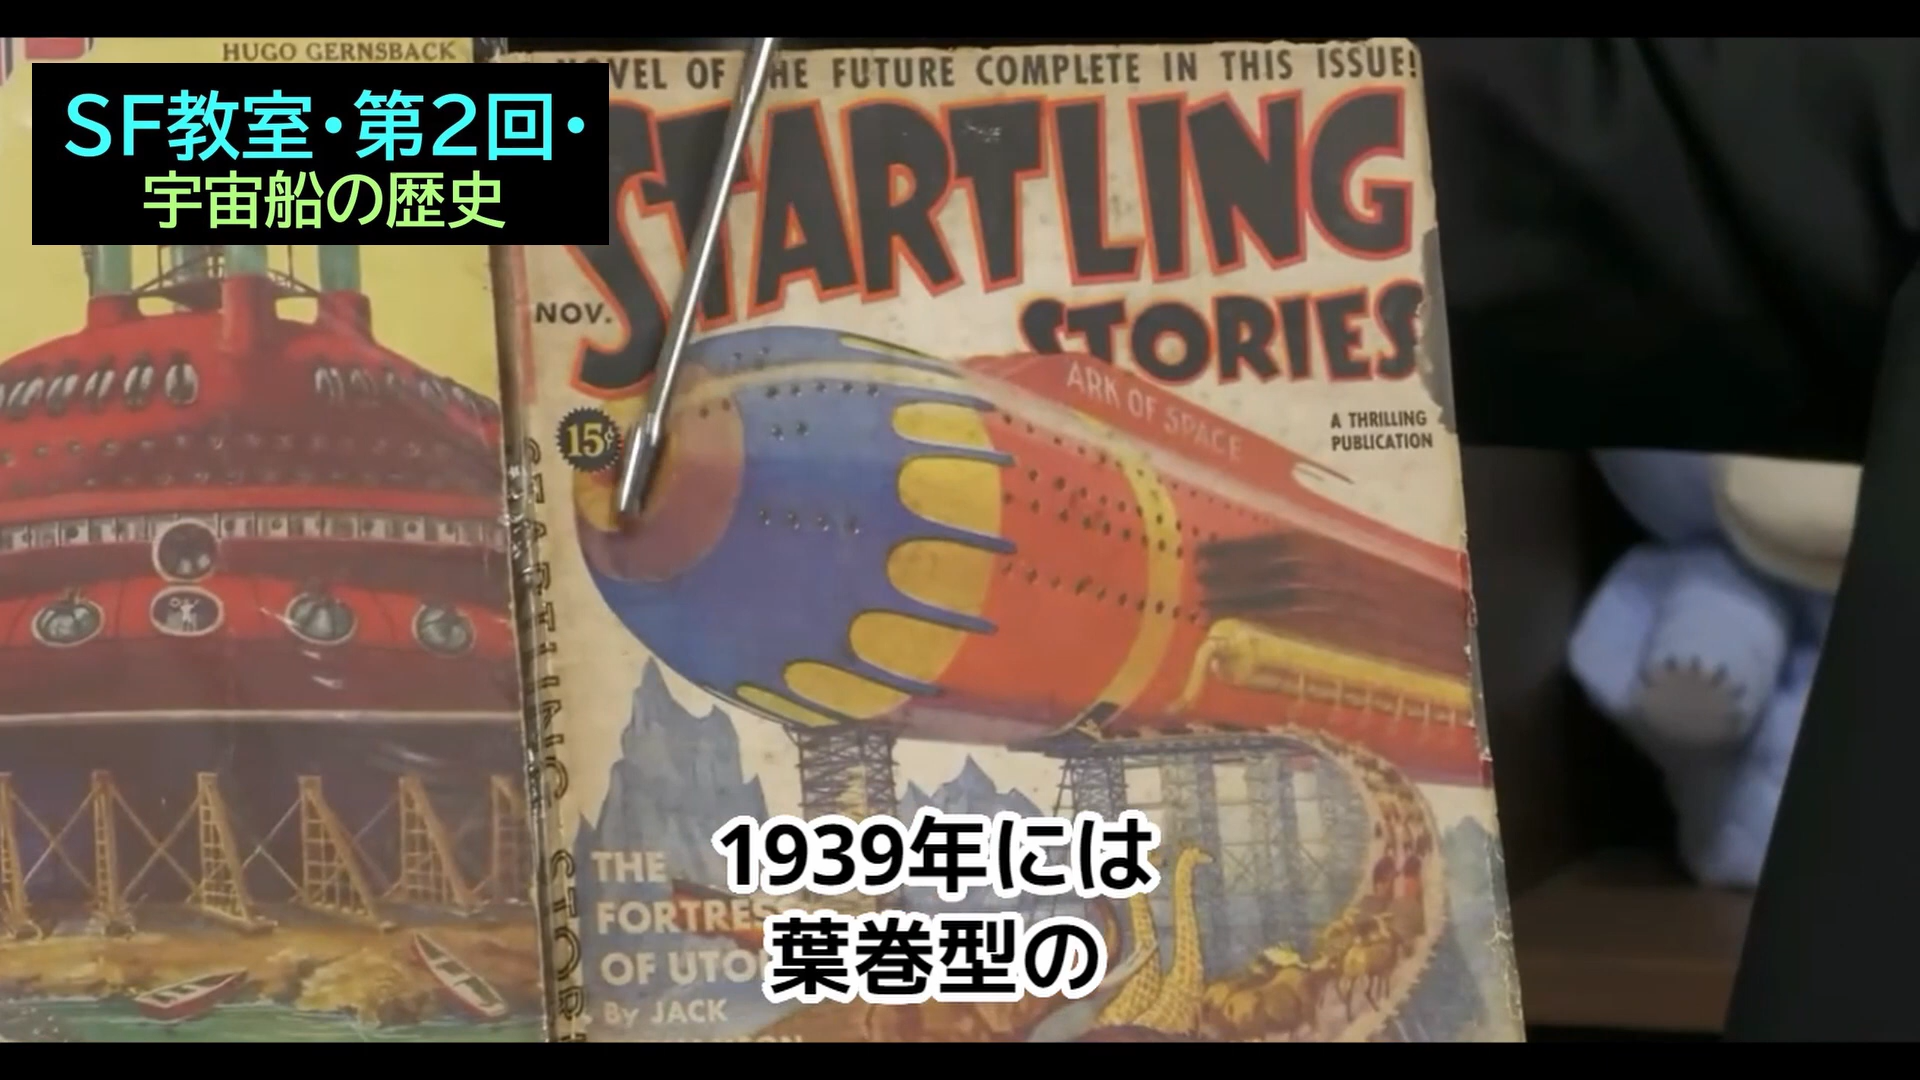 HUGO GERNSBACK
SF教室・第2回・
宇宙船の歴史
NOVEL OF THE FUTURE COMPLETE IN THIS ISSUE!
STARTLING
STORIES
NOV.
15¢
ARK OF SPACE
A THRILLING
PUBLICATION
STARTLING STORI
THE
FORTRES
OF UTO
By JACK
1939年には
葉巻型の